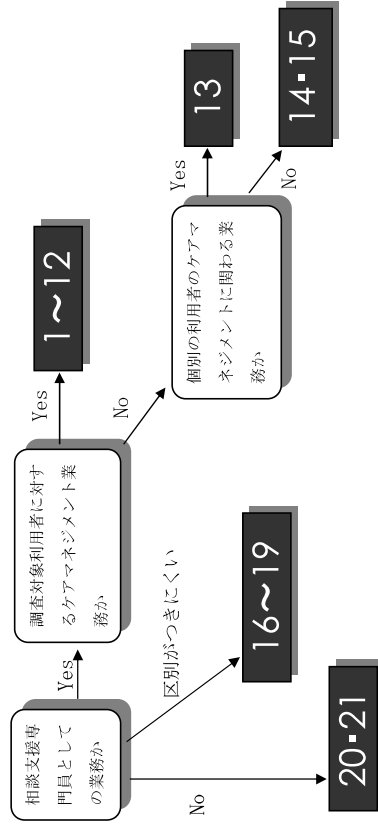 相談支援専
門員として
の業務か
Yes
調査対象利用者に対す
るケアマネジメント業
務か
Yes
1～12
No
個別の利用者のケアマ
ネジメントに関わる業
務か
Yes
13
No
14・15
区別がつきにくい
16～19
No
20・21